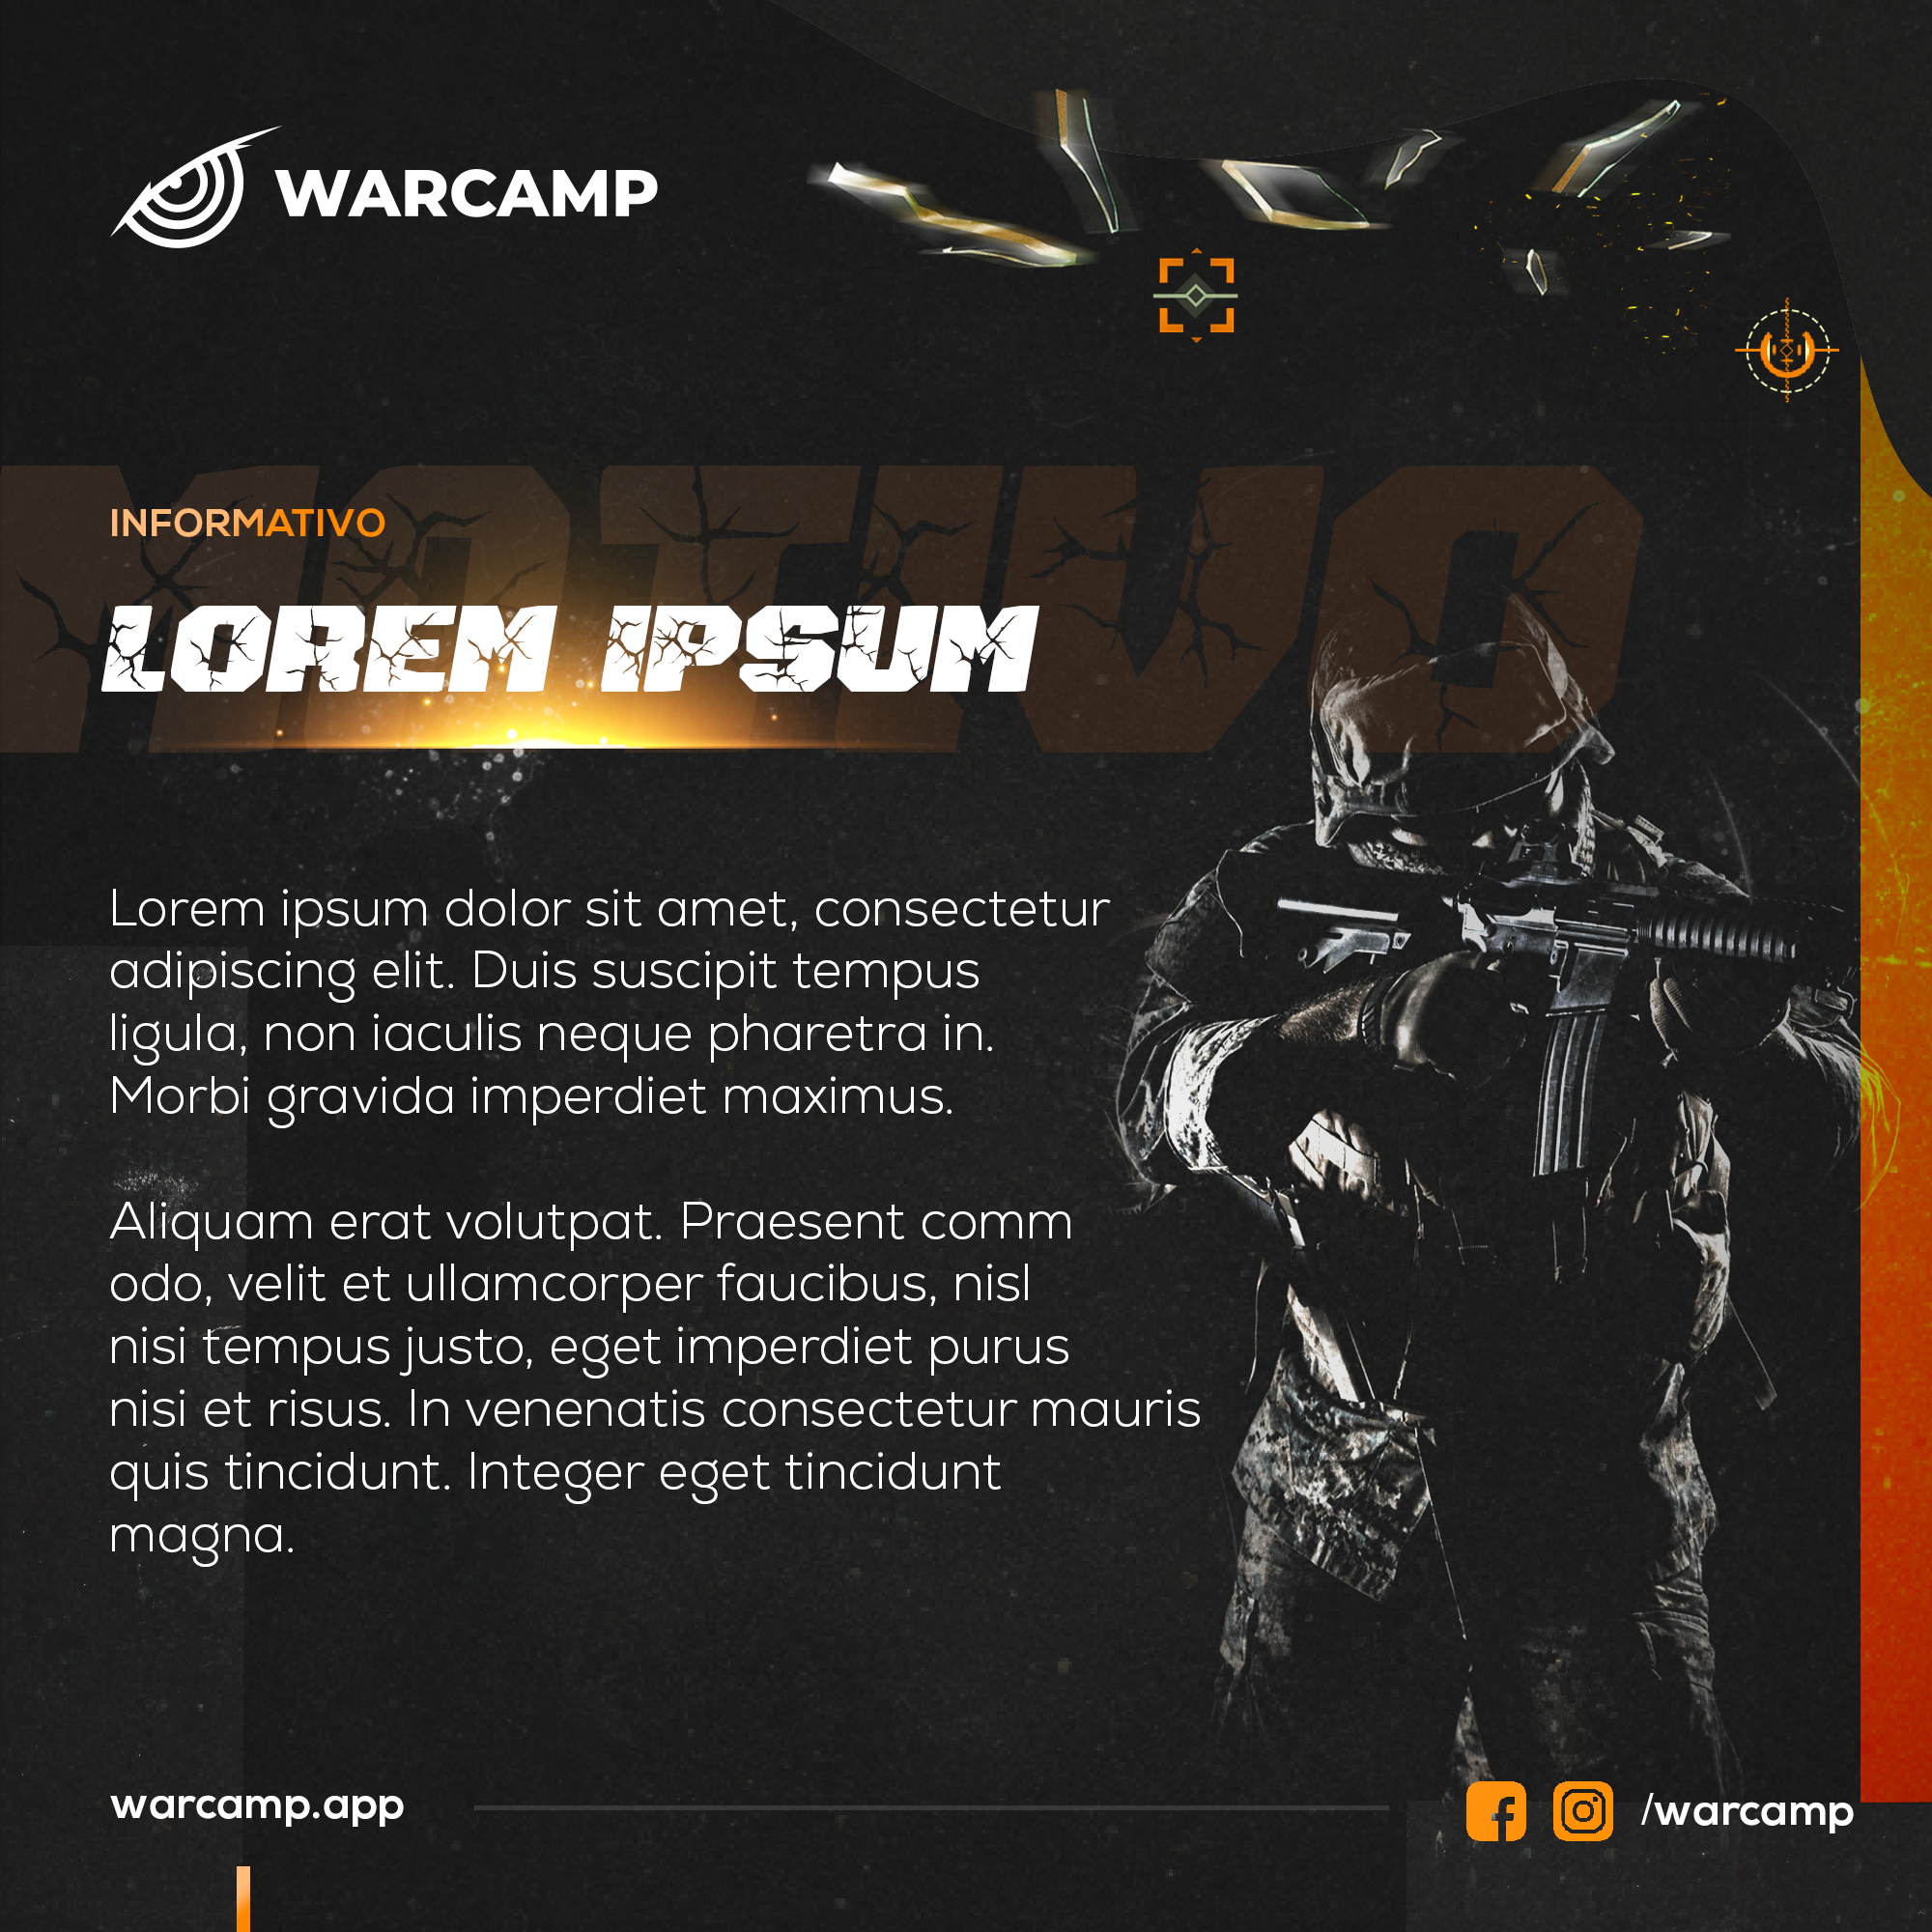 WARCAMP
MOTIVO
INFORMATIVO
LOREM IPSUM
Lorem ipsum dolor sit amet, consectetur
adipiscing elit. Duis suscipit tempus
ligula, non iaculis neque pharetra in.
Morbi gravida imperdiet maximus.
Aliquam erat volutpat. Praesent comm
odo, velit et ullamcorper faucibus, nisl
nisi tempus justo, eget imperdiet purus
nisi et risus. In venenatis consectetur mauris
quis tincidunt. Integer eget tincidunt
magna.
warcamp.app
/warcamp